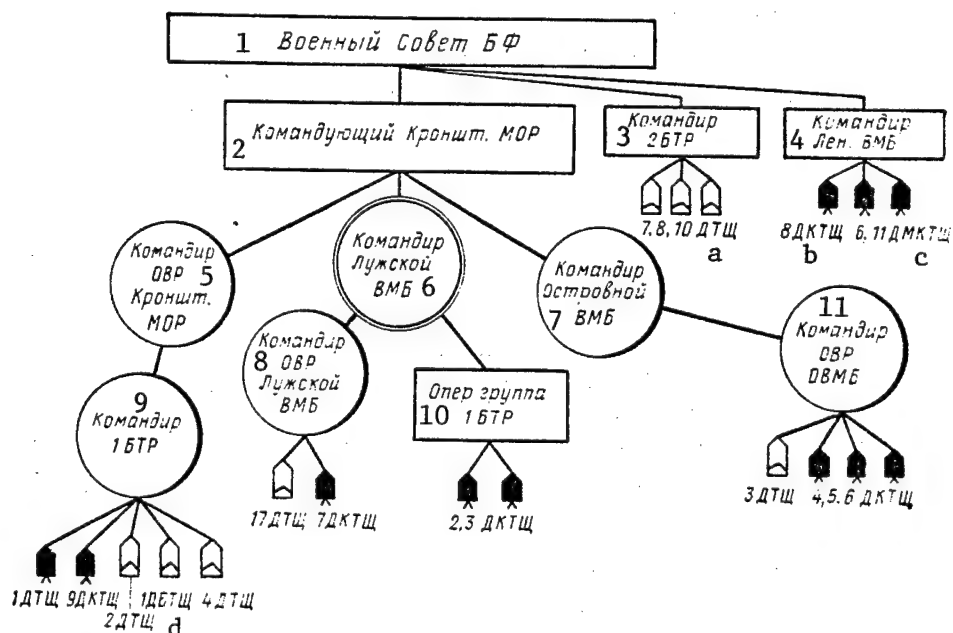 1 Военный Совет БФ
2 Командующий Кроншт. МОР
3 Командир
2БТР
4 Командир
Лен. ВМБ
7,8,10 ДТЩ
a
8ДКТЩ
b
6,11ДМКТЩ
c
Командир
ОВР 5
Кроншт.
МОР
Командир
Лужской
ВМБ 6
Командир
Островной
7 ВМБ
11
Командир
ОВР
ОВМБ
Командир
8 ОВР
Лужской
ВМБ
9
Командир
1БТР
Опер группа
10 1БТР
17ДТЩ
7ДКТЩ
2,3 ДКТЩ
3ДТЩ
4,5.6 ДКТЩ
1ДТЩ
9ДКТЩ
1ДБТЩ
4ДТЩ
2ДТЩ
d